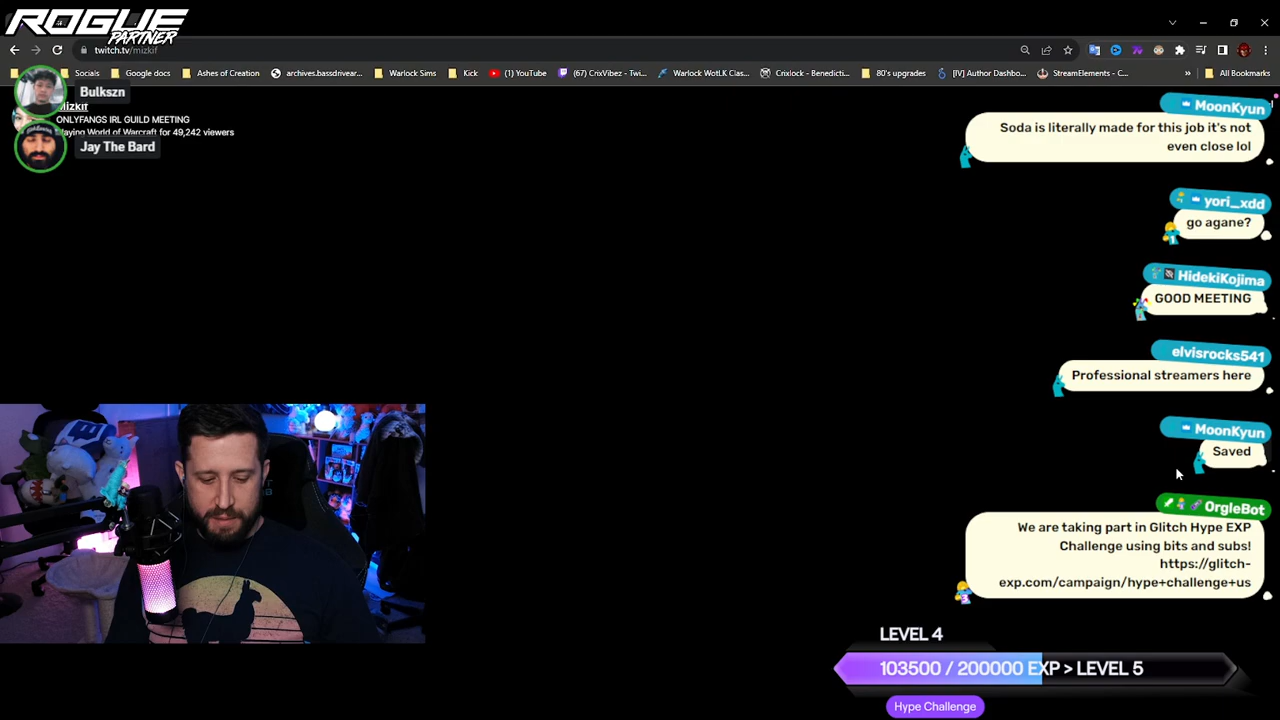 ROGUE
PARTNER
twitch.tv/mizkif
Socials
Google docs
Ashes of Creation
archives.bassdrivear...
Warlock Sims
Kick
(1) YouTube
(67) CrixVibez - Twi...
Warlock WotLK Clas...
Crixlock - Benedicti...
80's upgrades
[IV] Author Dashbo...
StreamElements - C...
»
All Bookmarks
Bulkszn
Mizkif
ONLYFANGS IRL GUILD MEETING
laying World of Warcraft for 49,242 viewers
Jay The Bard
MoonKyun
Soda is literally made for this job it's not
even close lol
yori_xdd
go agane?
HidekiKojima
GOOD MEETING
elvisrocks541
Professional streamers here
MoonKyun
Saved
OrgleBot
We are taking part in Glitch Hype EXP
Challenge using bits and subs!
https://glitch-
exp.com/campaign/hype+challenge+us
LEVEL 4
103500 / 200000 EXP > LEVEL 5
Hype Challenge